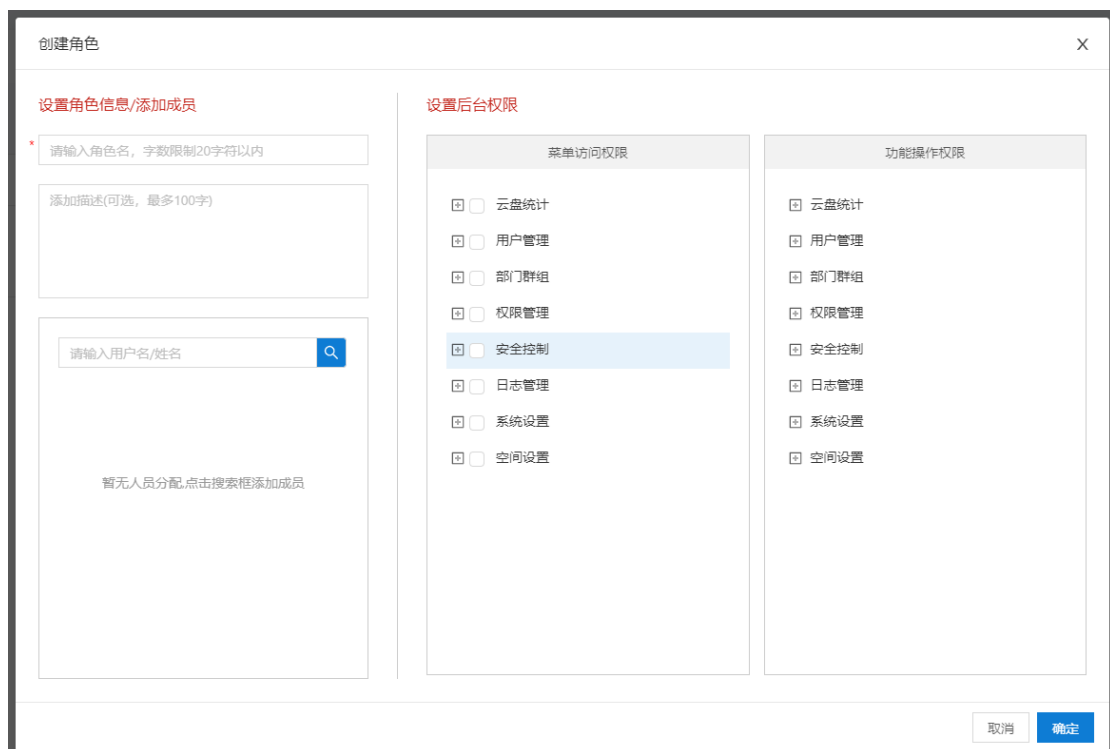 创建角色
X
设置角色信息/添加成员
* 请输入角色名，字数限制20字符以内
添加描述(可选，最多100字)
请输入用户名/姓名
暂无人员分配,点击搜索框添加成员
设置后台权限
菜单访问权限
云盘统计
用户管理
部门群组
权限管理
安全控制
日志管理
系统设置
空间设置
功能操作权限
云盘统计
用户管理
部门群组
权限管理
安全控制
日志管理
系统设置
空间设置
取消
确定